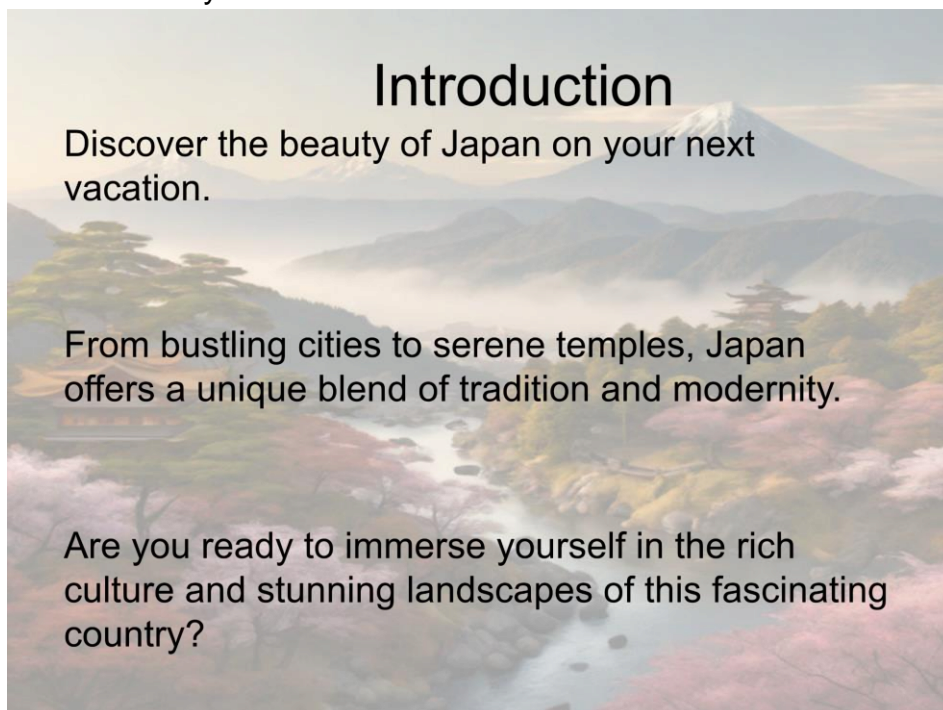 Introduction
Discover the beauty of Japan on your next
vacation.
From bustling cities to serene temples, Japan
offers a unique blend of tradition and modernity.
Are you ready to immerse yourself in the rich
culture and stunning landscapes of this fascinating
country?